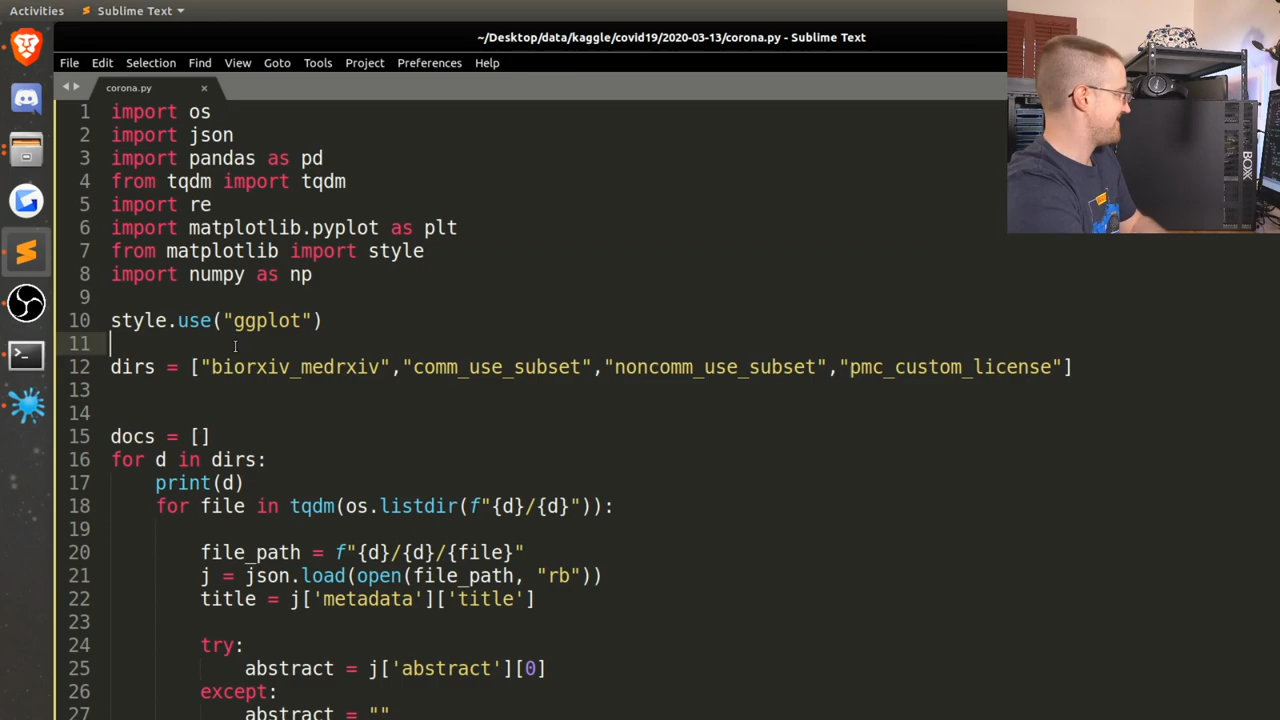 Activities
Sublime Text
~/Desktop/data/kaggle/covid19/2020-03-13/corona.py - Sublime Text
File Edit Selection Find View Goto Tools Project Preferences Help
corona.py ×
1 import os
2 import json
3 import pandas as pd
4 from tqdm import tqdm
5 import re
6 import matplotlib.pyplot as plt
7 from matplotlib import style
8 import numpy as np
9
10 style.use("ggplot")
11
12 dirs = ["biorxiv_medrxiv","comm_use_subset","noncomm_use_subset","pmc_custom_license"]
13
14
15 docs = []
16 for d in dirs:
17     print(d)
18     for file in tqdm(os.listdir(f"{d}/{d}")):
19
20         file_path = f"{d}/{d}/{file}"
21         j = json.load(open(file_path, "rb"))
22         title = j['metadata']['title']
23
24         try:
25             abstract = j['abstract'][0]
26         except:
27             abstract = ""
BOXX